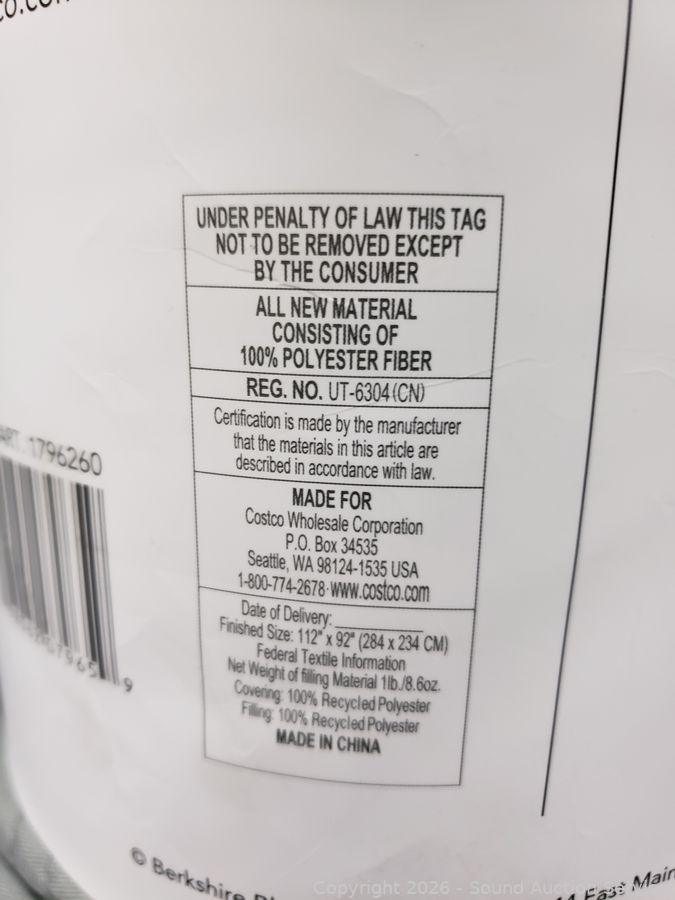 UNDER PENALTY OF LAW THIS TAG
NOT TO BE REMOVED EXCEPT
BY THE CONSUMER
ALL NEW MATERIAL
CONSISTING OF
100% POLYESTER FIBER
REG. NO. UT-6304(CN)
Certification is made by the manufacturer
that the materials in this article are
described in accordance with law.
1796260
MADE FOR
Costco Wholesale Corporation
P.O. Box 34535
Seattle, WA 98124-1535 USA
1-800-774-2678·www.costco.com
Date of Delivery: ____________
Finished Size: 112" x 92" (284 x 234 CM)
Federal Textile Information
Net Weight of filling Material 1lb./8.6oz.
Covering: 100% Recycled Polyester
Filling: 100% Recycled Polyester
MADE IN CHINA
9
© Berkshire
East Main
Copyright 2026 - Sound Auction